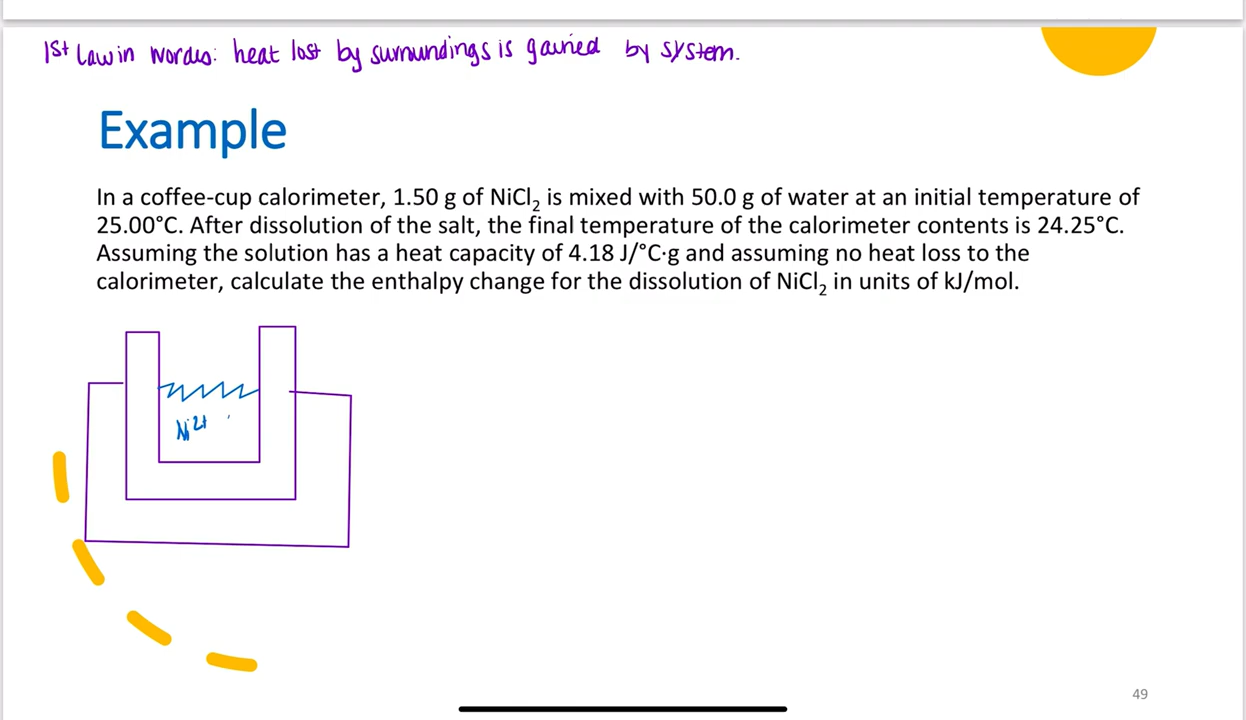 1st Law in words: heat lost by surroundings is gained by system.
Example
In a coffee-cup calorimeter, 1.50 g of NiCl₂ is mixed with 50.0 g of water at an initial temperature of
25.00°C. After dissolution of the salt, the final temperature of the calorimeter contents is 24.25°C.
Assuming the solution has a heat capacity of 4.18 J/°C·g and assuming no heat loss to the
calorimeter, calculate the enthalpy change for the dissolution of NiCl₂ in units of kJ/mol.
Ni²⁺
49